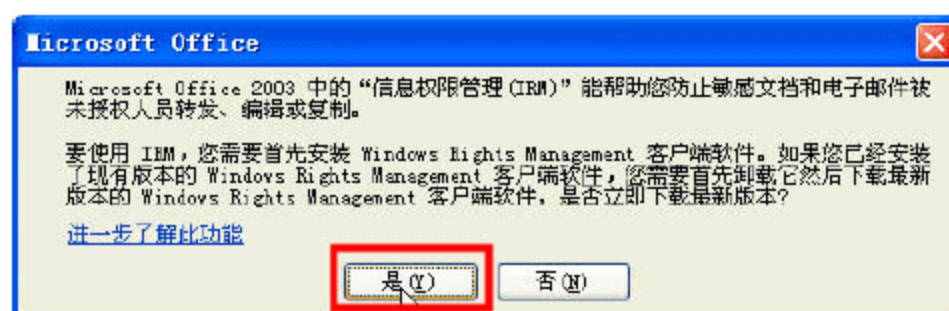 Microsoft Office
Microsoft Office 2003 中的“信息权限管理(IRM)”能帮助您防止敏感文档和电子邮件被
未授权人员转发、编辑或复制。
要使用 IRM，您需要首先安装 Windows Rights Management 客户端软件。如果您已经安装
了现有版本的 Windows Rights Management 客户端软件，您需要首先卸载它然后下载最新
版本的 Windows Rights Management 客户端软件。是否立即下载最新版本?
进一步了解此功能
是(Y)
否(N)